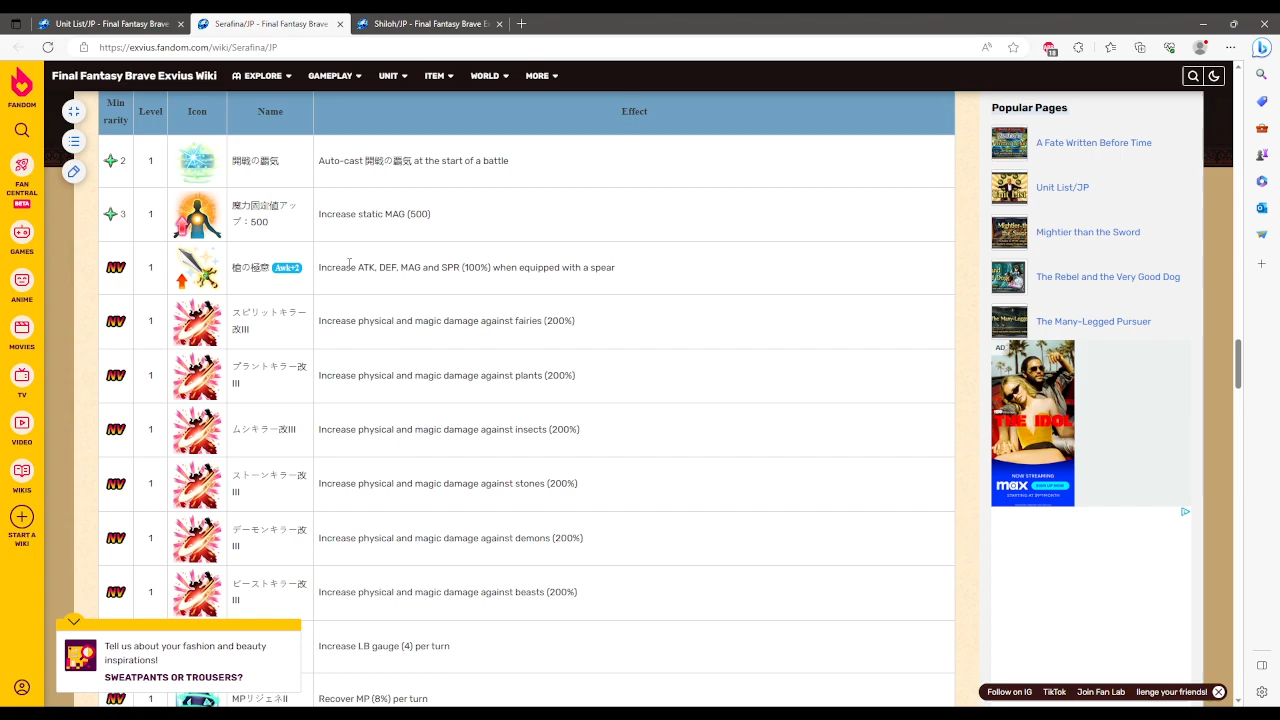 Unit List/JP - Final Fantasy Brave
Serafina/JP - Final Fantasy Brave
Shiloh/JP - Final Fantasy Brave E
https://exvius.fandom.com/wiki/Serafina/JP
18
FANDOM
FAN CENTRAL
BETA
GAMES
ANIME
MOVIES
TV
VIDEO
WIKIS
START A WIKI
Final Fantasy Brave Exvius Wiki
EXPLORE
GAMEPLAY
UNIT
ITEM
WORLD
MORE
Min rarity
Level
Icon
Name
Effect
2
1
開戦の覇気
Auto-cast 開戦の覇気 at the start of a battle
3
1
魔力固定値アッ
プ：500
Increase static MAG (500)
NV
1
槍の極意 Awk+2
Increase ATK, DEF, MAG and SPR (100%) when equipped with a spear
NV
1
スピリットキラー
改III
Increase physical and magic damage against fairies (200%)
NV
1
プラントキラー改
III
Increase physical and magic damage against plants (200%)
NV
1
ムシキラー改III
Increase physical and magic damage against insects (200%)
NV
1
ストーンキラー改
III
Increase physical and magic damage against stones (200%)
NV
1
デーモンキラー改
III
Increase physical and magic damage against demons (200%)
NV
1
ビーストキラー改
III
Increase physical and magic damage against beasts (200%)
Increase LB gauge (4) per turn
NV
1
MPリジェネII
Recover MP (8%) per turn
Tell us about your fashion and beauty
inspirations!
SWEATPANTS OR TROUSERS?
Popular Pages
A Fate Written Before Time
Unit List/JP
Mightier than the Sword
The Rebel and the Very Good Dog
The Many-Legged Pursuer
AD
THE IDOL
NOW STREAMING
max
SIGN UP NOW
Follow on IG
TikTok
Join Fan Lab
llenge your friends!